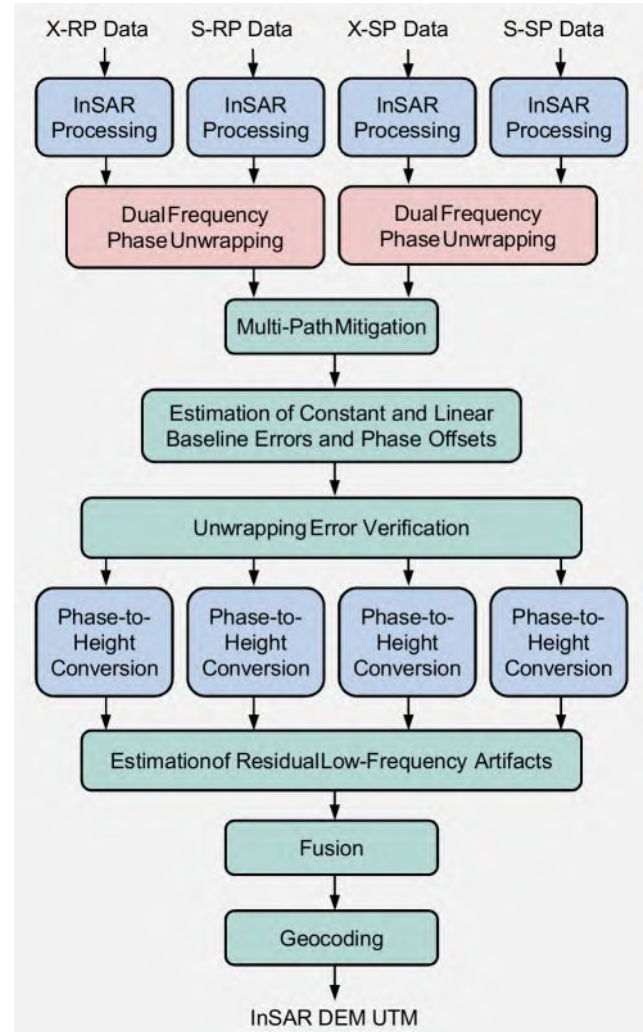 X-RP Data S-RP Data X-SP Data S-SP Data
InSAR InSAR InSAR InSAR
Processing Processing Processing Processing
Dual Frequency Dual Frequency
Phase Unwrapping Phase Unwrapping
Multi-Path Mitigation
Estimation of Constant and Linear
Baseline Errors and Phase Offsets
Unwrapping Error Verification
Phase-to- Phase-to- Phase-to- Phase-to-
Height Height Height Height
Conversion Conversion Conversion Conversion
Estimation of Residual Low-Frequency Artifacts
Fusion
Geocoding
InSAR DEM UTM